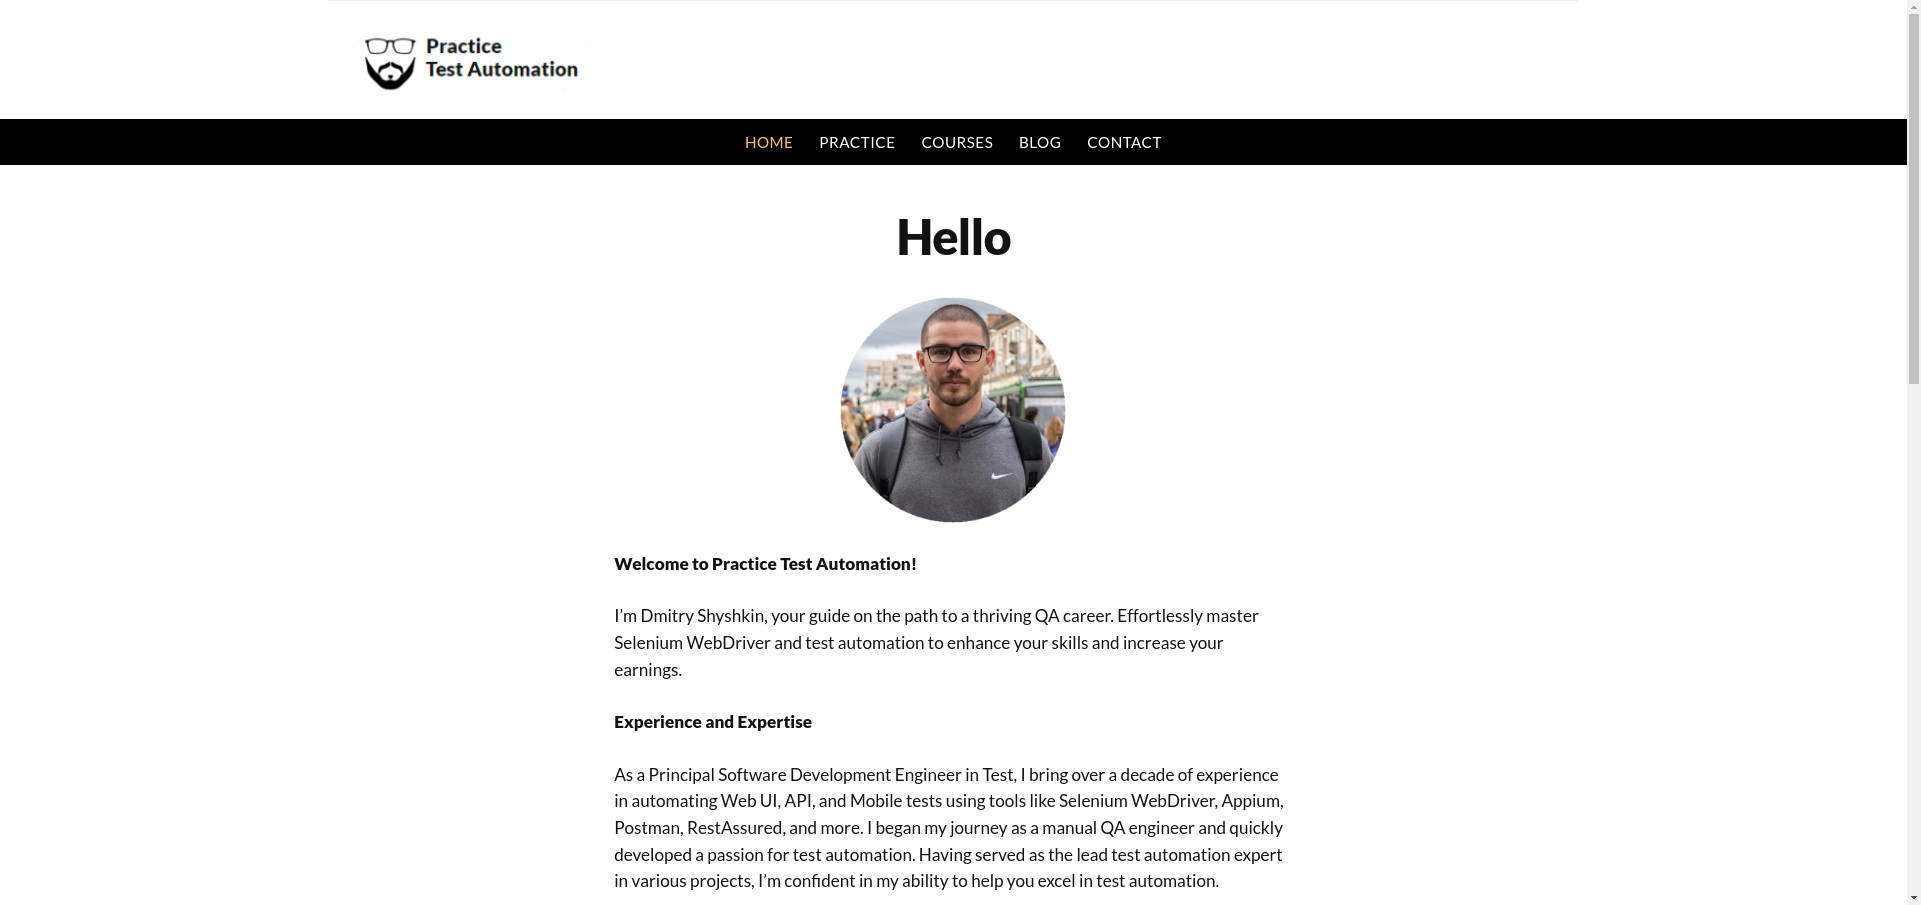 Practice
Test Automation
HOME PRACTICE COURSES BLOG CONTACT
Hello
Welcome to Practice Test Automation!
I’m Dmitry Shyshkin, your guide on the path to a thriving QA career. Effortlessly master
Selenium WebDriver and test automation to enhance your skills and increase your
earnings.
Experience and Expertise
As a Principal Software Development Engineer in Test, I bring over a decade of experience
in automating Web UI, API, and Mobile tests using tools like Selenium WebDriver, Appium,
Postman, RestAssured, and more. I began my journey as a manual QA engineer and quickly
developed a passion for test automation. Having served as the lead test automation expert
in various projects, I’m confident in my ability to help you excel in test automation.